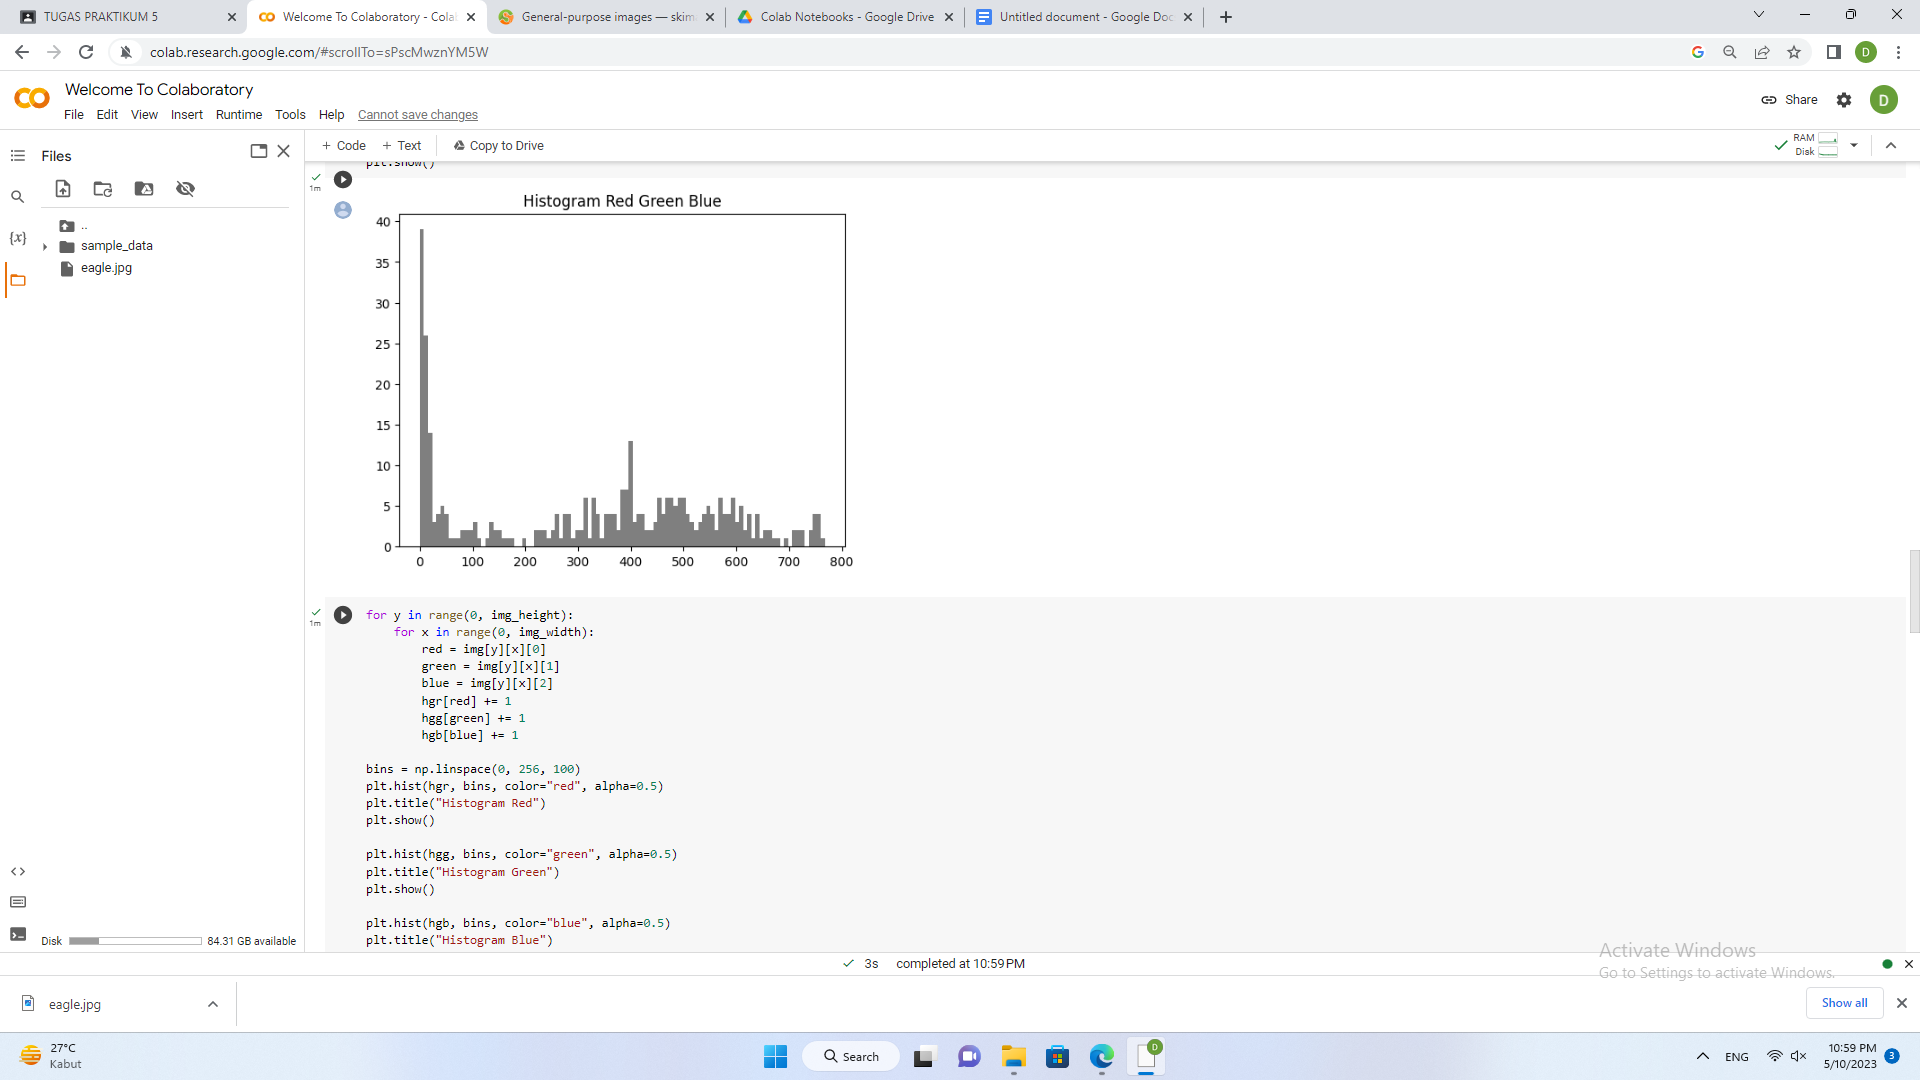 TUGAS PRAKTIKUM 5
Welcome To Colaboratory - Cola
General-purpose images — skim
Colab Notebooks - Google Drive
Untitled document - Google Doc
colab.research.google.com/#scrollTo=sPscMwznYM5W
D
Welcome To Colaboratory
Share
D
File Edit View Insert Runtime Tools Help Cannot save changes
Files
+ Code + Text Copy to Drive
RAM
Disk
plt.show()
1m
..
{x}
sample_data
eagle.jpg
Histogram Red Green Blue
40
35
30
25
20
15
10
5
0
0 100 200 300 400 500 600 700 800
1m
for y in range(0, img_height):
for x in range(0, img_width):
red = img[y][x][0]
green = img[y][x][1]
blue = img[y][x][2]
hgr[red] += 1
hgg[green] += 1
hgb[blue] += 1
bins = np.linspace(0, 256, 100)
plt.hist(hgr, bins, color="red", alpha=0.5)
plt.title("Histogram Red")
plt.show()
plt.hist(hgg, bins, color="green", alpha=0.5)
plt.title("Histogram Green")
plt.show()
plt.hist(hgb, bins, color="blue", alpha=0.5)
plt.title("Histogram Blue")
Disk 84.31 GB available
Activate Windows
Go to Settings to activate Windows.
3s completed at 10:59 PM
eagle.jpg
Show all
27°C
Kabut
Search
D
ENG
10:59 PM
5/10/2023
3